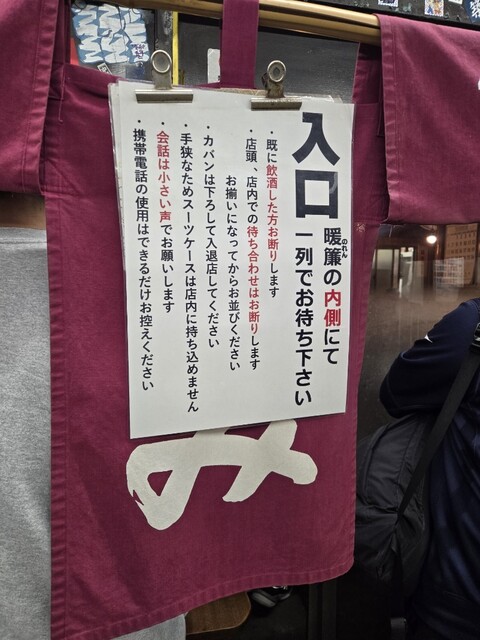 入口
暖簾の内側にて
のれん
一列でお待ち下さい
・既に飲酒した方お断りします
・店頭、店内での待ち合わせはお断りします
お揃いになってからお並びください
・カバンは下ろして入退店してください
・手狭なためスーツケースは店内に持ち込めません
・会話は小さい声でお願いします
・携帯電話の使用はできるだけお控えください